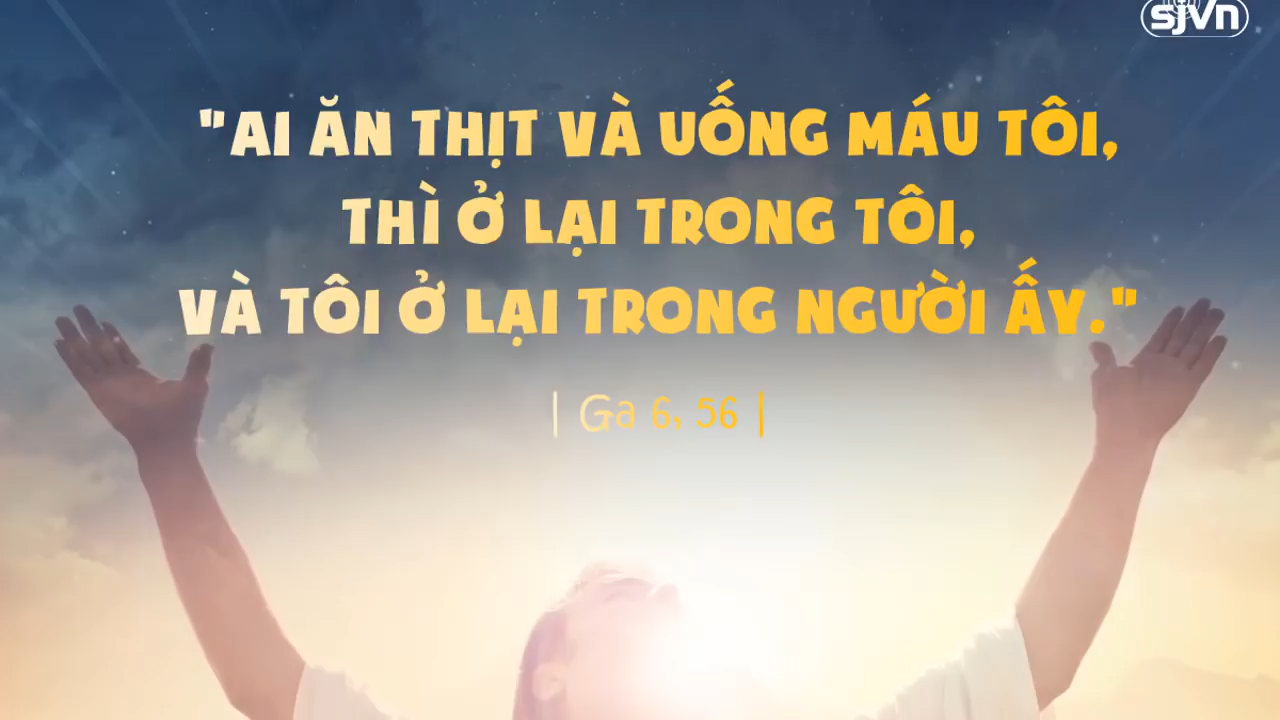 sjvn
"AI ĂN THỊT VÀ UỐNG MÁU TÔI,
THÌ Ở LẠI TRONG TÔI,
VÀ TÔI Ở LẠI TRONG NGƯỜI ẤY."
| Ga 6, 56 |